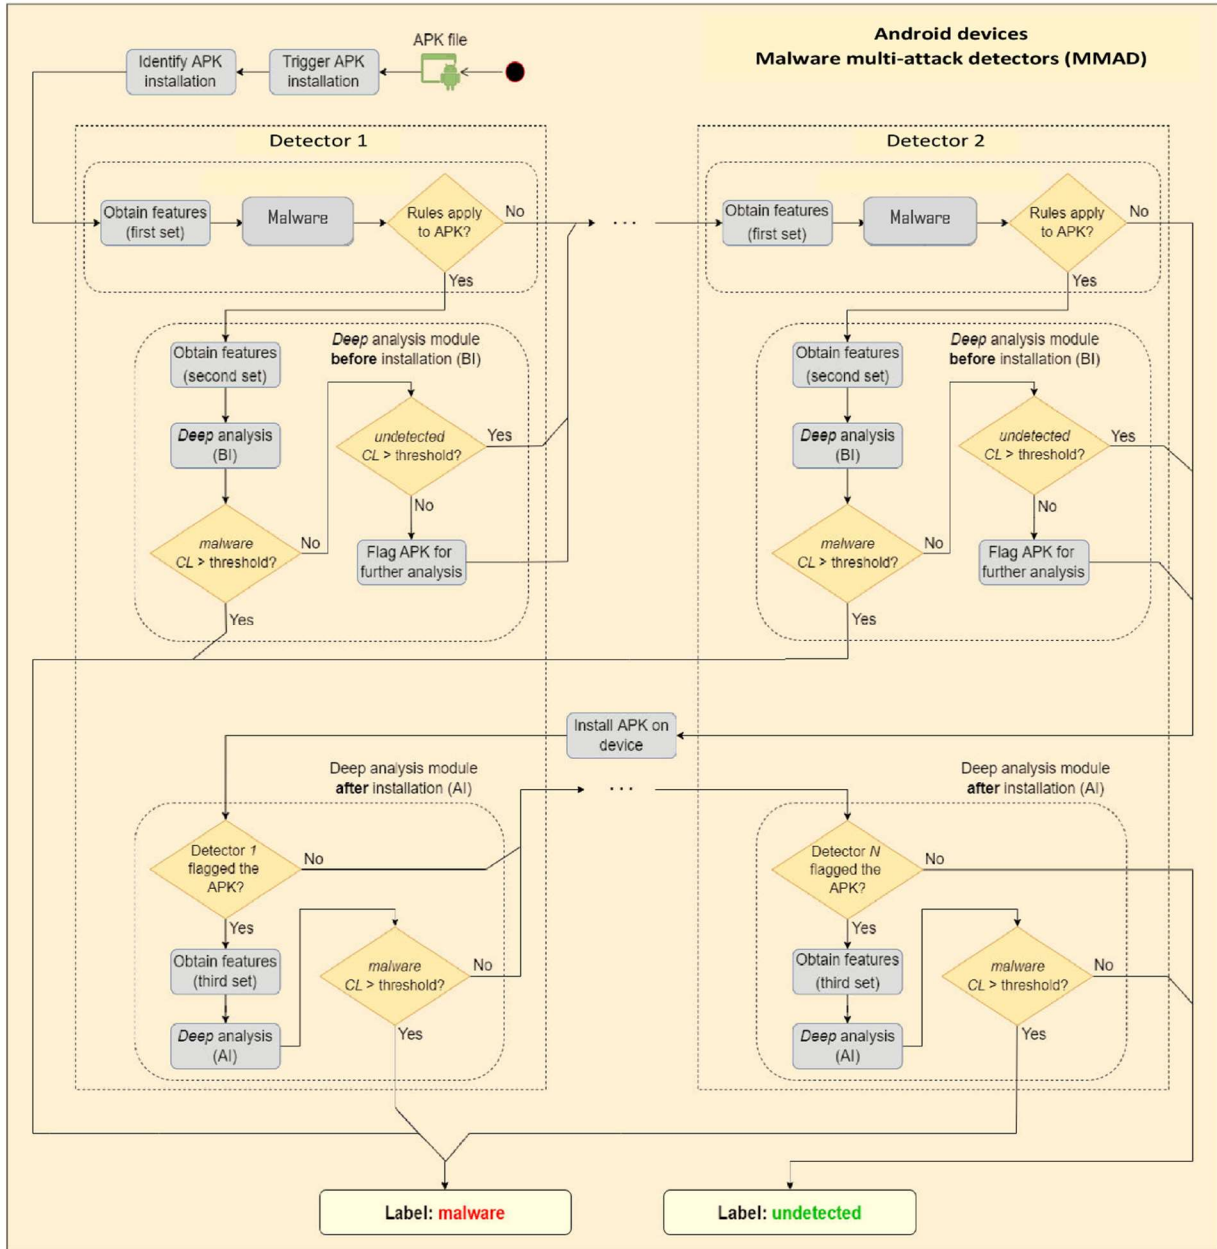 Android devices
Malware multi-attack detectors (MMAD)
APK file
Identify APK
installation
Trigger APK
installation
Detector 1
Obtain features
(first set)
Malware
Rules apply
to APK?
No
Yes
Deep analysis module
before installation (BI)
Obtain features
(second set)
Deep analysis
(BI)
undetected
CL > threshold?
Yes
No
malware
CL > threshold?
No
Flag APK for
further analysis
Yes
. . .
Detector 2
Obtain features
(first set)
Malware
Rules apply
to APK?
No
Yes
Deep analysis module
before installation (BI)
Obtain features
(second set)
Deep analysis
(BI)
undetected
CL > threshold?
Yes
No
malware
CL > threshold?
No
Flag APK for
further analysis
Yes
Install APK on
device
Deep analysis module
after installation (AI)
Detector 1
flagged the
APK?
No
Yes
Obtain features
(third set)
Deep analysis
(AI)
malware
CL > threshold?
No
Yes
. . .
Deep analysis module
after installation (AI)
Detector N
flagged the
APK?
No
Yes
Obtain features
(third set)
Deep analysis
(AI)
malware
CL > threshold?
No
Yes
Label: malware
Label: undetected